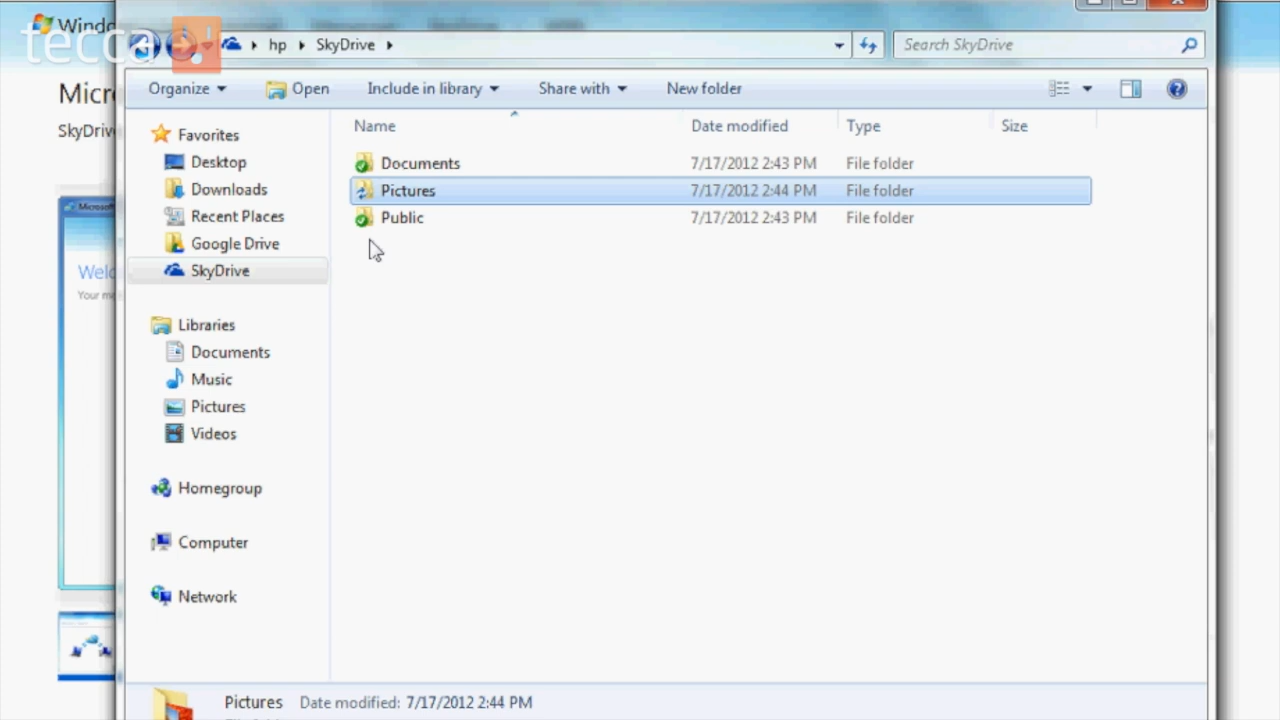 tecca!
hp SkyDrive
Search SkyDrive
Organize Open Include in library Share with New folder
Micr
SkyDriv
Name Date modified Type Size
Favorites
Desktop
Downloads
Recent Places
Google Drive
SkyDrive
Libraries
Documents
Music
Pictures
Videos
Homegroup
Computer
Network
Documents 7/17/2012 2:43 PM File folder
Pictures 7/17/2012 2:44 PM File folder
Public 7/17/2012 2:43 PM File folder
Pictures Date modified: 7/17/2012 2:44 PM